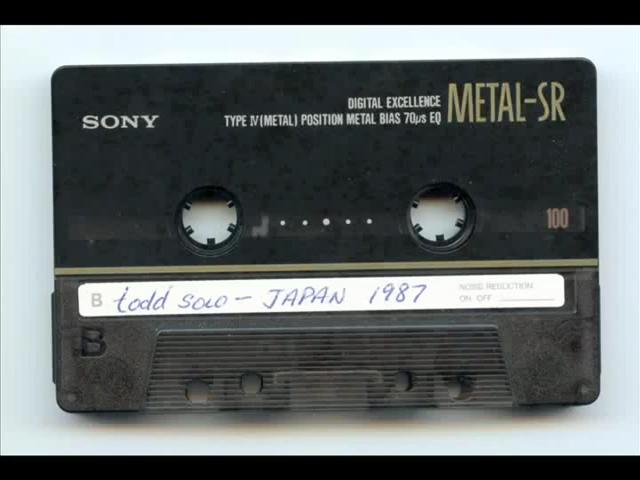 SONY
DIGITAL EXCELLENCE
TYPE IV (METAL) POSITION METAL BIAS 70µs EQ
METAL-SR
100
B todd solo - JAPAN 1987
NOISE REDUCTION
ON OFF
B